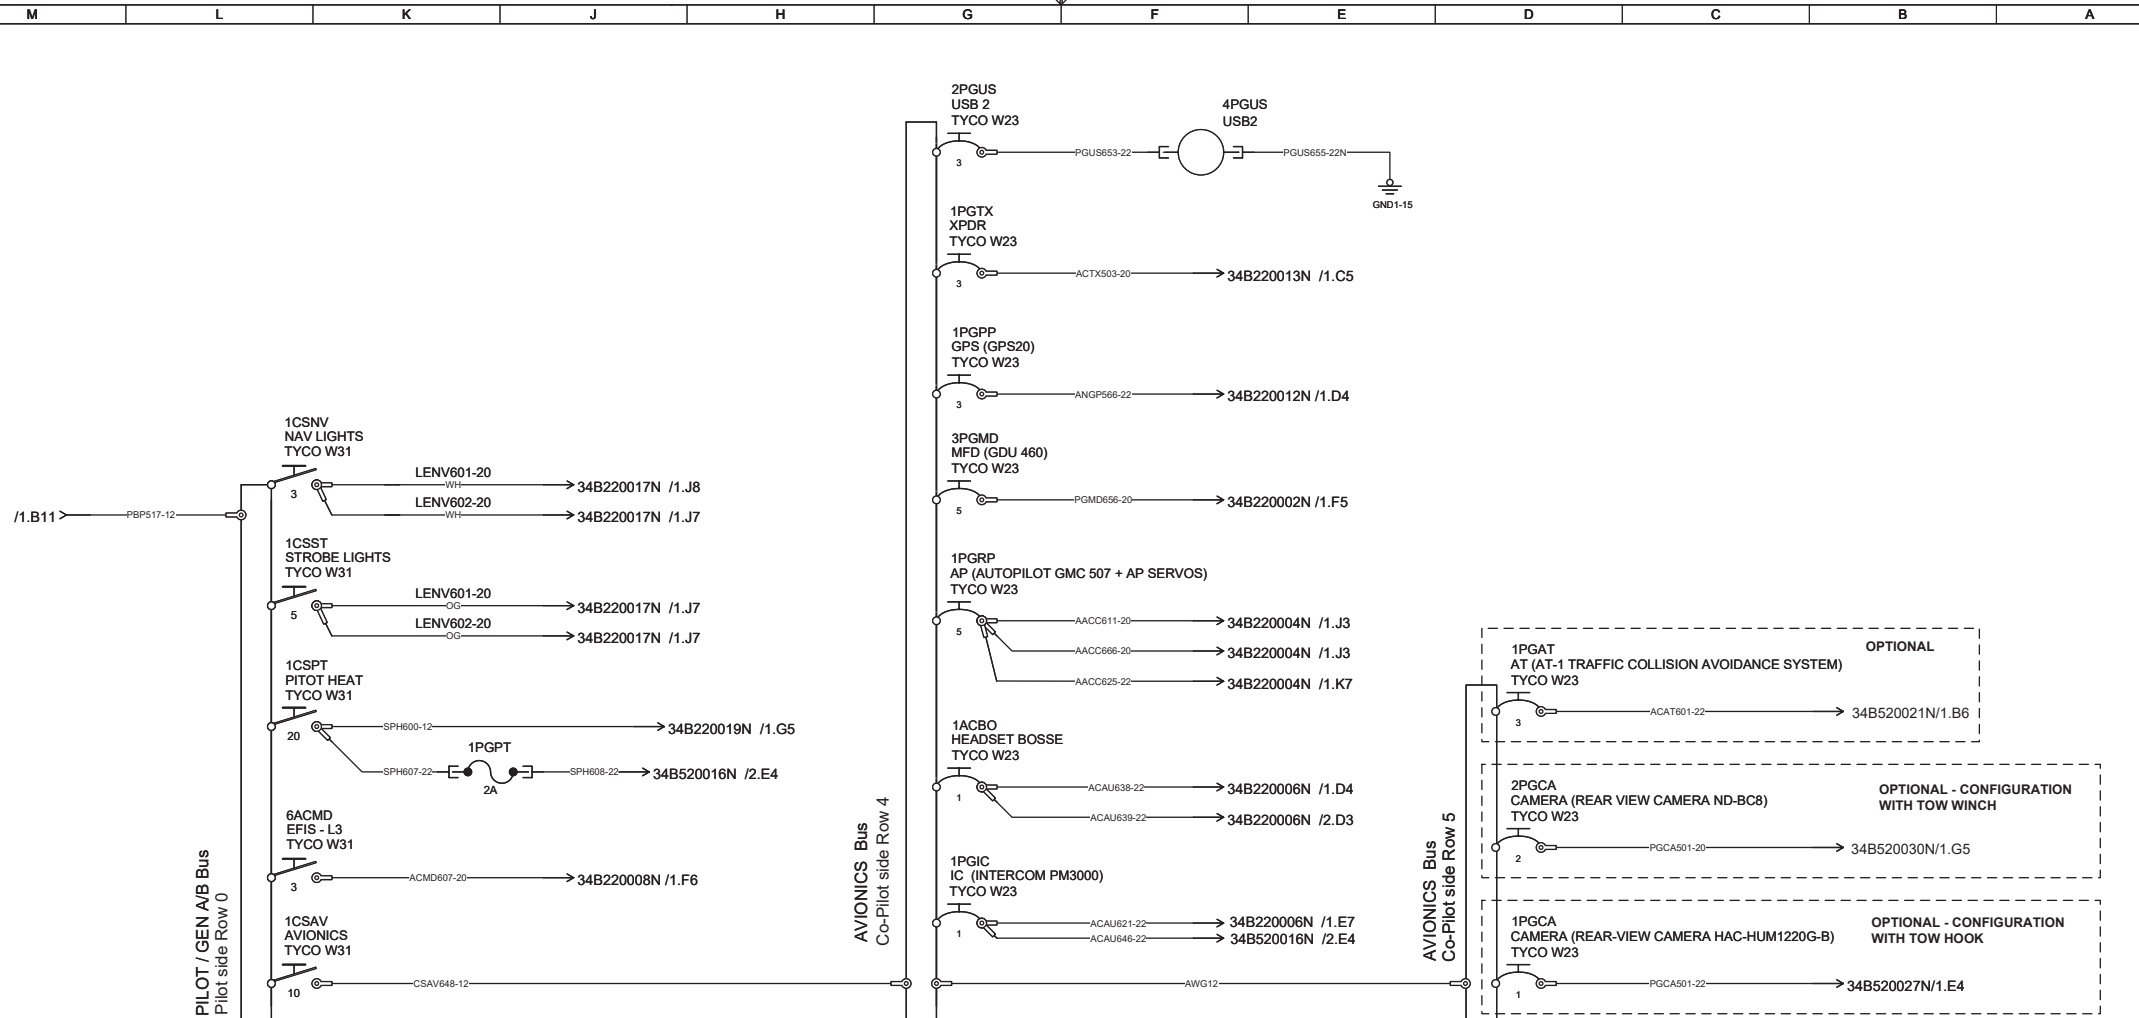 M L K J H G F E D C B A
2PGUS
USB 2
TYCO W23
3
PGUS653-22
4PGUS
USB2
PGUS655-22N
GND1-15
1PGTX
XPDR
TYCO W23
3
ACTX503-20
34B220013N /1.C5
1PGPP
GPS (GPS20)
TYCO W23
3
ANGP566-22
34B220012N /1.D4
3PGMD
MFD (GDU 460)
TYCO W23
5
PGMD656-20
34B220002N /1.F5
1PGRP
AP (AUTOPILOT GMC 507 + AP SERVOS)
TYCO W23
5
AACC611-20
34B220004N /1.J3
AACC666-20
34B220004N /1.J3
AACC625-22
34B220004N /1.K7
1ACBO
HEADSET BOSSE
TYCO W23
1
ACAU638-22
34B220006N /1.D4
ACAU639-22
34B220006N /2.D3
1PGIC
IC (INTERCOM PM3000)
TYCO W23
1
ACAU621-22
34B220006N /1.E7
ACAU646-22
34B520016N /2.E4
AVIONICS Bus
Co-Pilot side Row 4
AWG12
/1.B11
PBP517-12
1CSNV
NAV LIGHTS
TYCO W31
3
LENV601-20
WH
34B220017N /1.J8
LENV602-20
WH
34B220017N /1.J7
1CSST
STROBE LIGHTS
TYCO W31
5
LENV601-20
OG
34B220017N /1.J7
LENV602-20
OG
34B220017N /1.J7
1CSPT
PITOT HEAT
TYCO W31
20
SPH600-12
34B220019N /1.G5
1PGPT
SPH607-22
2A
SPH608-22
34B520016N /2.E4
6ACMD
EFIS - L3
TYCO W31
3
ACMD607-20
34B220008N /1.F6
1CSAV
AVIONICS
TYCO W31
10
CSAV648-12
PILOT / GEN A/B Bus
Pilot side Row 0
AVIONICS Bus
Co-Pilot side Row 5
1PGAT
OPTIONAL
AT (AT-1 TRAFFIC COLLISION AVOIDANCE SYSTEM)
TYCO W23
3
ACAT601-22
34B520021N/1.B6
2PGCA
CAMERA (REAR VIEW CAMERA ND-BC8)
TYCO W23
OPTIONAL - CONFIGURATION
WITH TOW WINCH
2
PGCA501-20
34B520030N/1.G5
1PGCA
CAMERA (REAR-VIEW CAMERA HAC-HUM1220G-B)
TYCO W23
OPTIONAL - CONFIGURATION
WITH TOW HOOK
1
PGCA501-22
34B520027N/1.E4